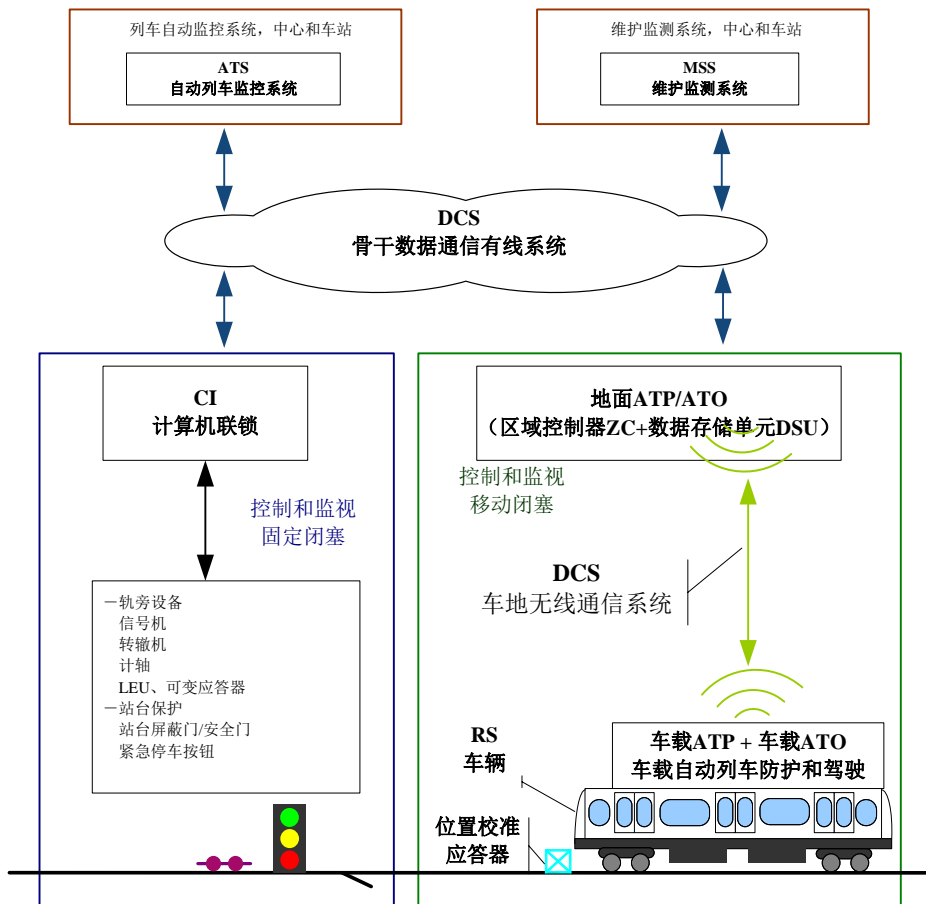 列车自动监控系统，中心和车站
ATS
自动列车监控系统
维护监测系统，中心和车站
MSS
维护监测系统
DCS
骨干数据通信有线系统
CI
计算机联锁
控制和监视
固定闭塞
－轨旁设备
信号机
转辙机
计轴
LEU、可变应答器
－站台保护
站台屏蔽门/安全门
紧急停车按钮
地面ATP/ATO
（区域控制器ZC+数据存储单元DSU）
控制和监视
移动闭塞
DCS
车地无线通信系统
RS
车辆
车载ATP + 车载ATO
车载自动列车防护和驾驶
位置校准
应答器